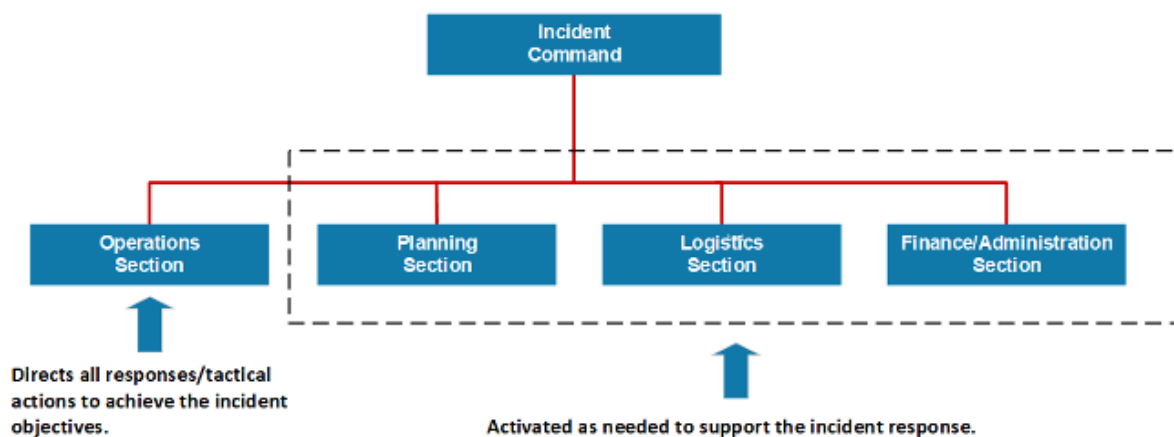 Incident
Command
Operations
Section
Planning
Section
Logistics
Section
Finance/Administration
Section
Directs all responses/tactical
actions to achieve the incident
objectives.
Activated as needed to support the incident response.